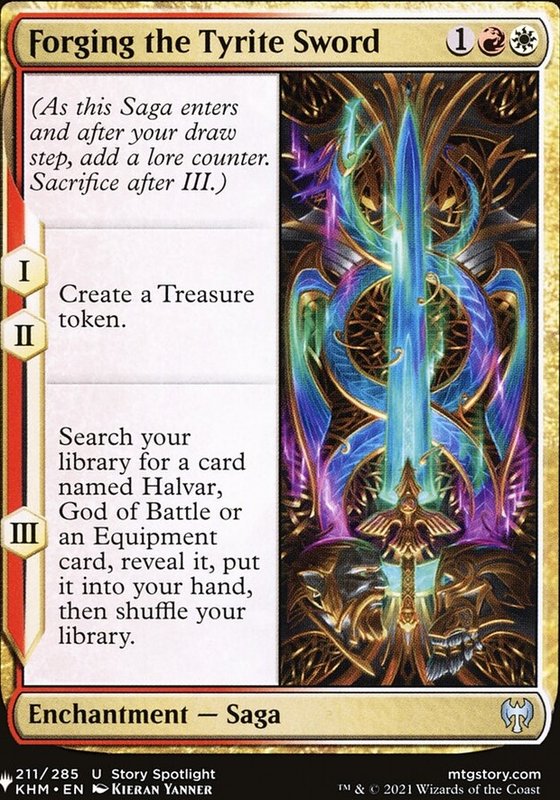 Forging the Tyrite Sword 1
(As this Saga enters
and after your draw
step, add a lore counter.
Sacrifice after III.)
I
II
Create a Treasure
token.
III
Search your
library for a card
named Halvar,
God of Battle or
an Equipment
card, reveal it, put
it into your hand,
then shuffle your
library.
Enchantment — Saga
211/285 U Story Spotlight
KHM • EN Kieran Yanner
mtgstory.com
™ & © 2021 Wizards of the Coast